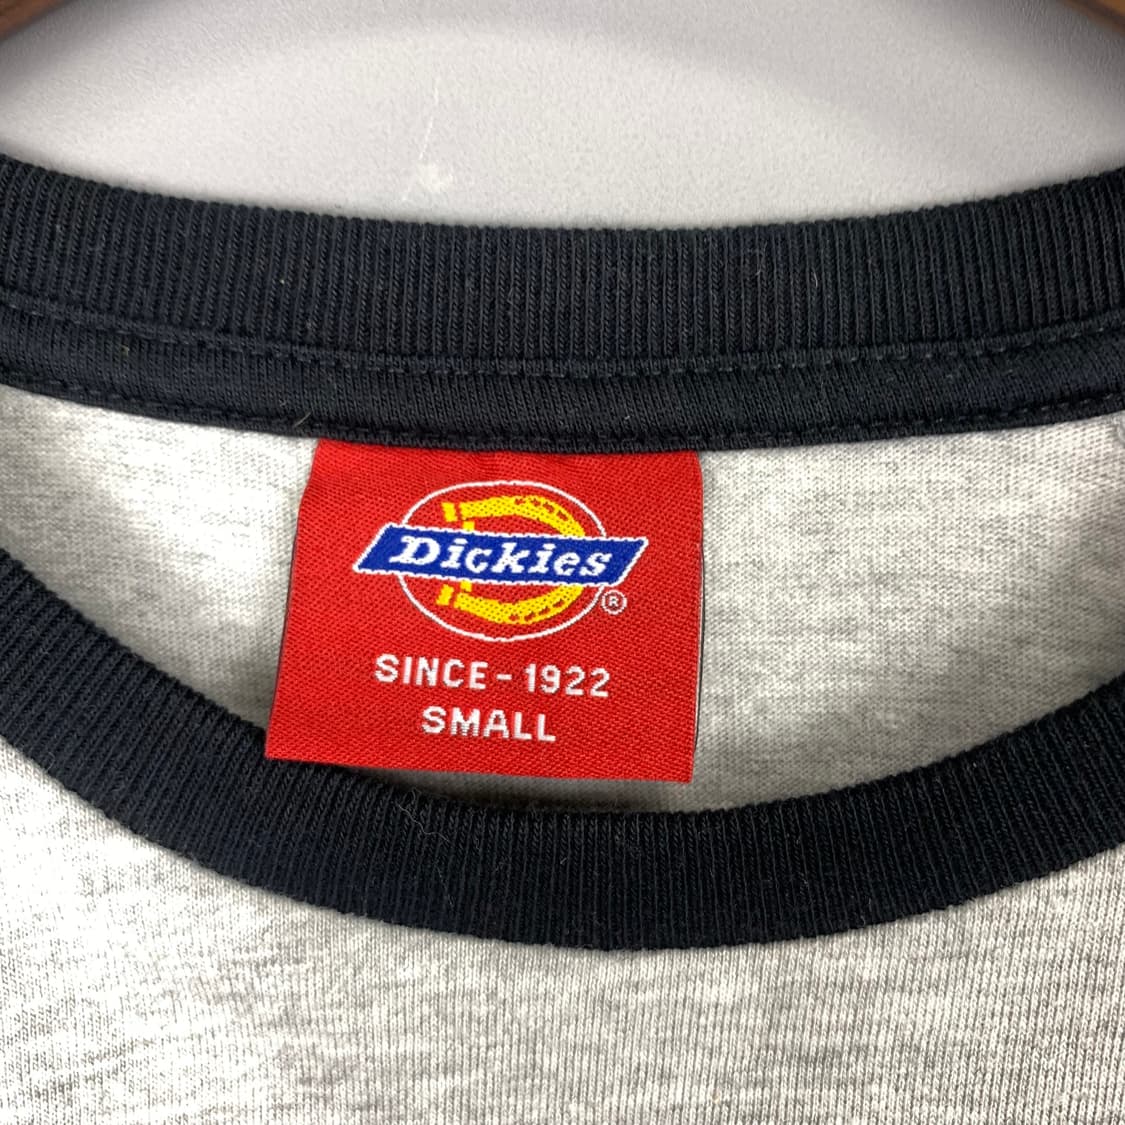 Dickies
®
SINCE - 1922
SMALL